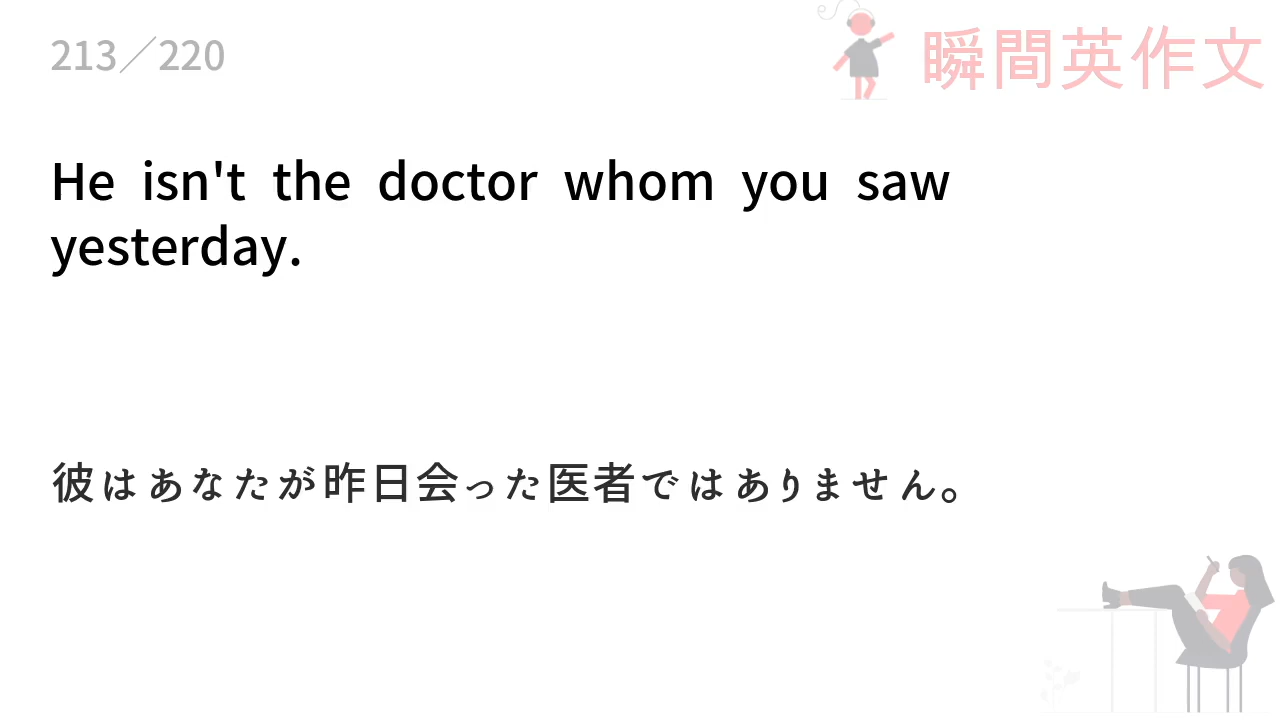 213／220
瞬間英作文
He isn't the doctor whom you saw
yesterday.
彼はあなたが昨日会った医者ではありません。